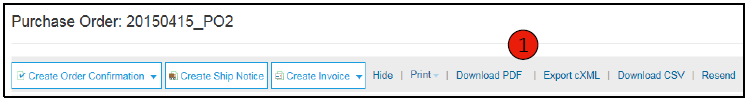 Purchase Order: 20150415_PO2
1
Create Order Confirmation Create Ship Notice Create Invoice Hide | Print | Download PDF | Export cXML | Download CSV | Resend